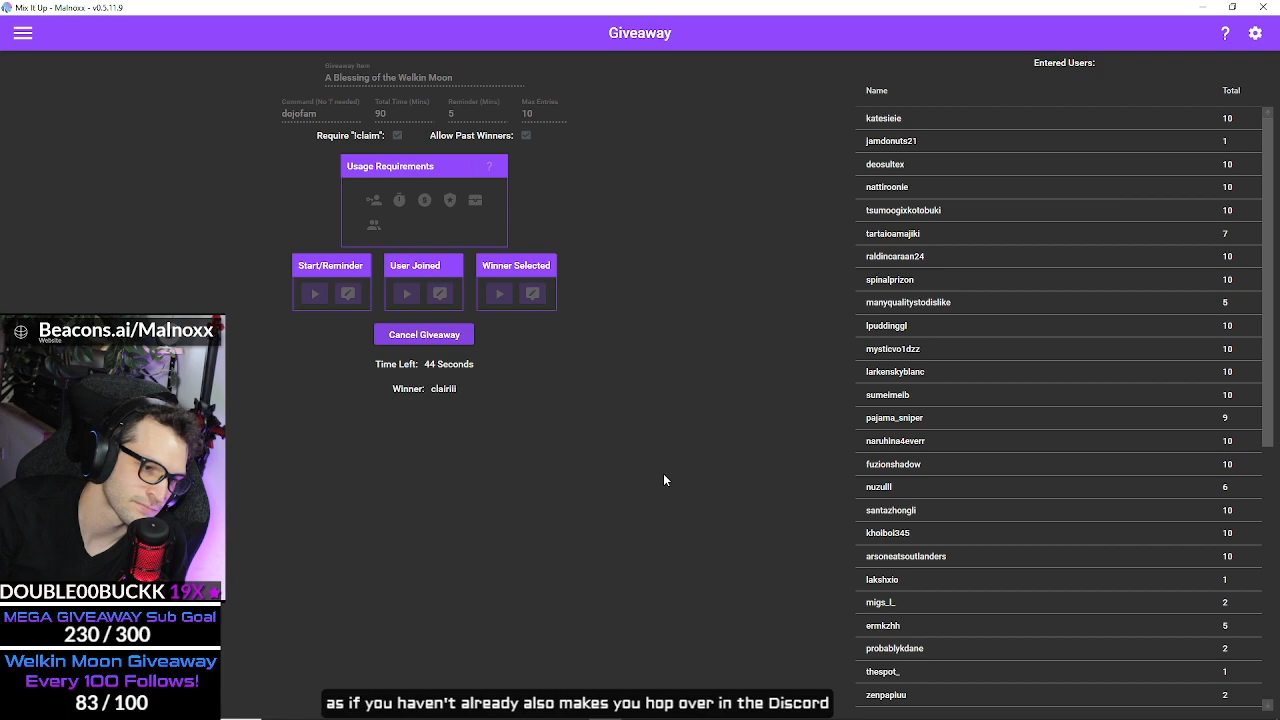 Mix It Up - Malnoxx - v0.5.11.9
Giveaway
?
Giveaway Item
A Blessing of the Welkin Moon
Command (No '!' needed) Total Time (Mins) Reminder (Mins) Max Entries
dojofam 90 5 10
Require "!claim": Allow Past Winners:
Usage Requirements ?
Start/Reminder User Joined Winner Selected
Cancel Giveaway
Time Left: 44 Seconds
Winner: clairiii
Entered Users:
Name Total
katesieie 10
jamdonuts21 1
deosultex 10
nattiroonie 10
tsumoogixkotobuki 10
tartaioamajiki 7
raidincaraan24 10
spinalprizon 10
manyqualitystodislike 5
lpuddinggl 10
mysticvo1dzz 10
larkenskyblanc 10
sumeimelb 10
pajama_sniper 9
naruhina4everr 10
fuzionshadow 10
nuzulll 6
santazhongli 10
kholbol345 10
arsoneatsoutlanders 10
lakshxio 1
migs_l_ 2
ermkzhh 5
probablykdane 2
thespot_ 1
zenpapluu 2
Beacons.ai/Malnoxx
Website
DOUBLE00BUCKK 19X
MEGA GIVEAWAY Sub Goal
230 / 300
Welkin Moon Giveaway
Every 100 Follows!
83 / 100
as if you haven't already also makes you hop over in the Discord